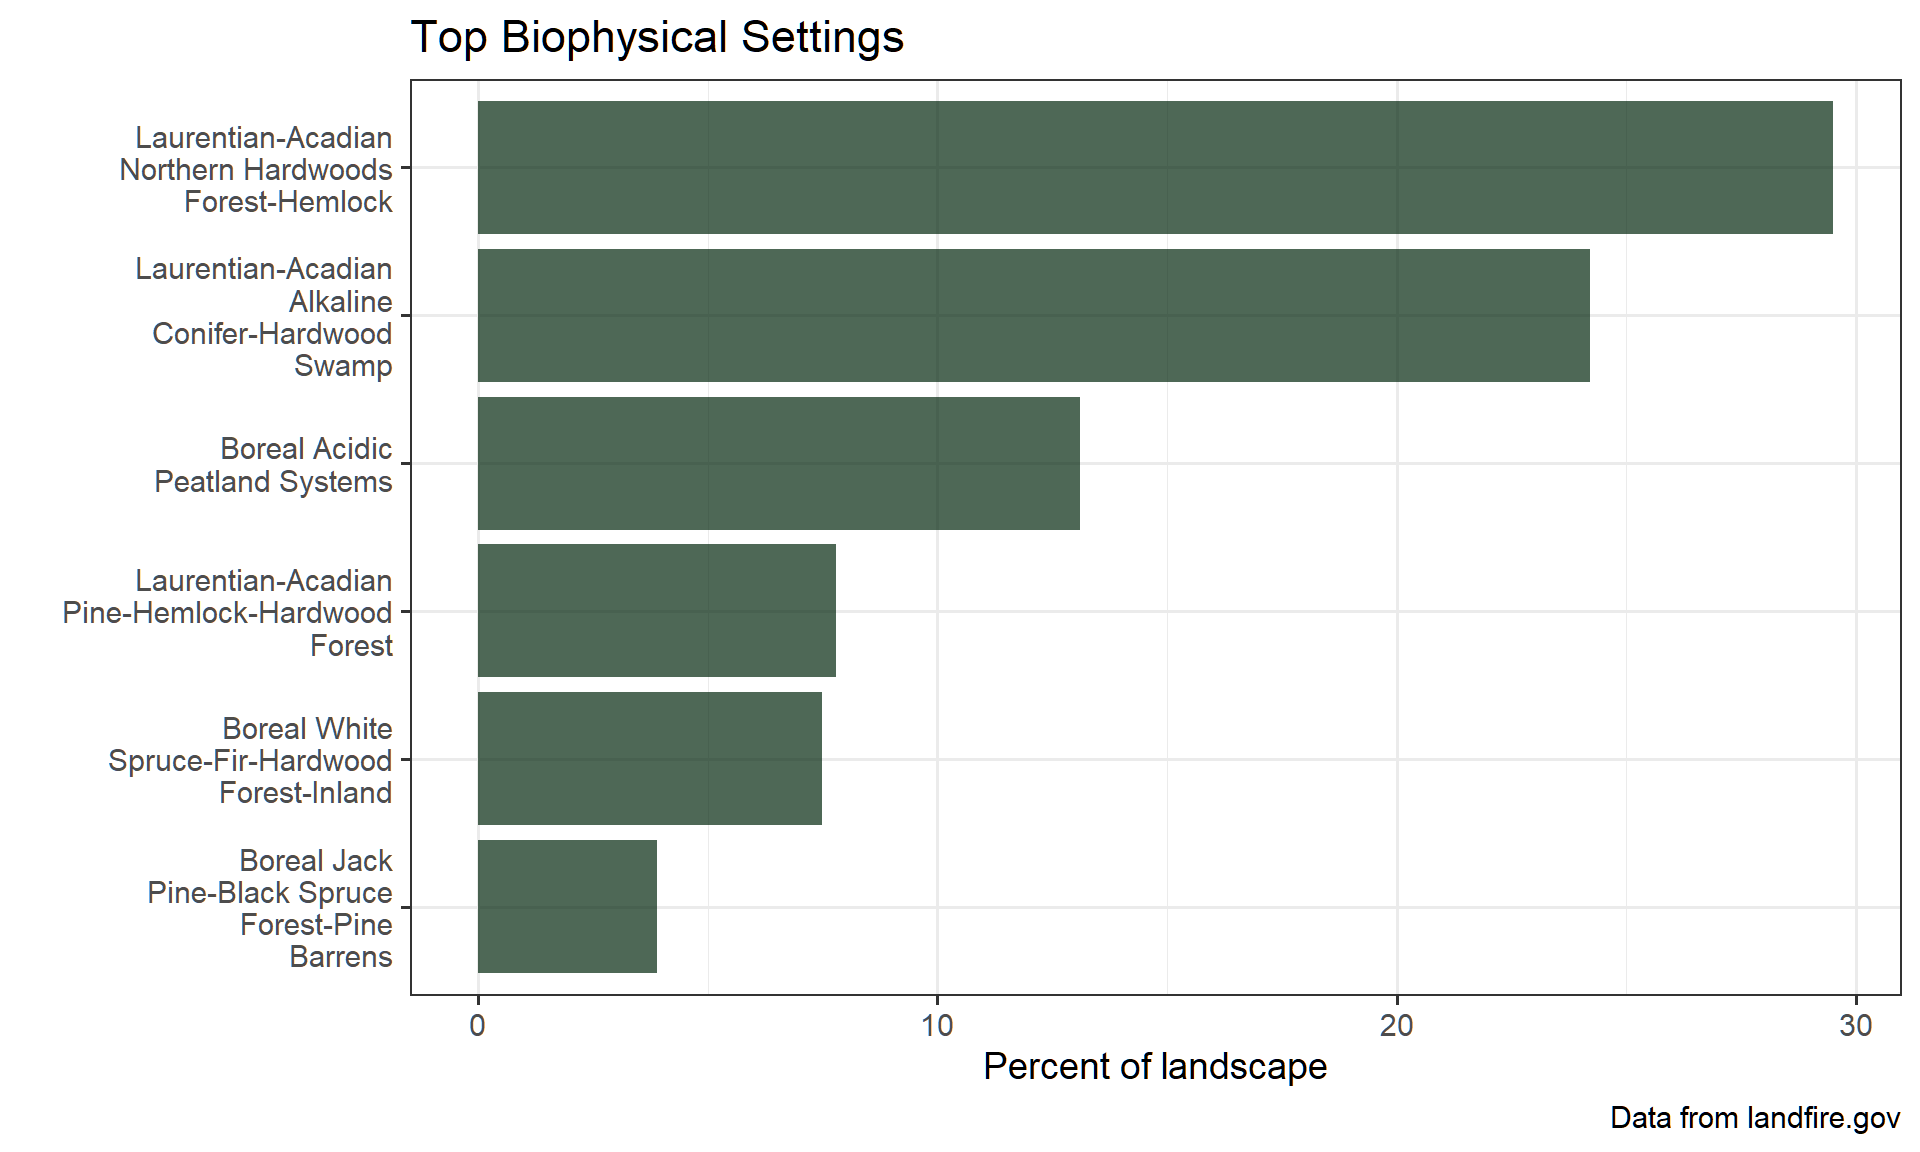 Top Biophysical Settings
Laurentian-Acadian
Northern Hardwoods
Forest-Hemlock
Laurentian-Acadian
Alkaline
Conifer-Hardwood
Swamp
Boreal Acidic
Peatland Systems
Laurentian-Acadian
Pine-Hemlock-Hardwood
Forest
Boreal White
Spruce-Fir-Hardwood
Forest-Inland
Boreal Jack
Pine-Black Spruce
Forest-Pine
Barrens
0 10 20 30
Percent of landscape
Data from landfire.gov